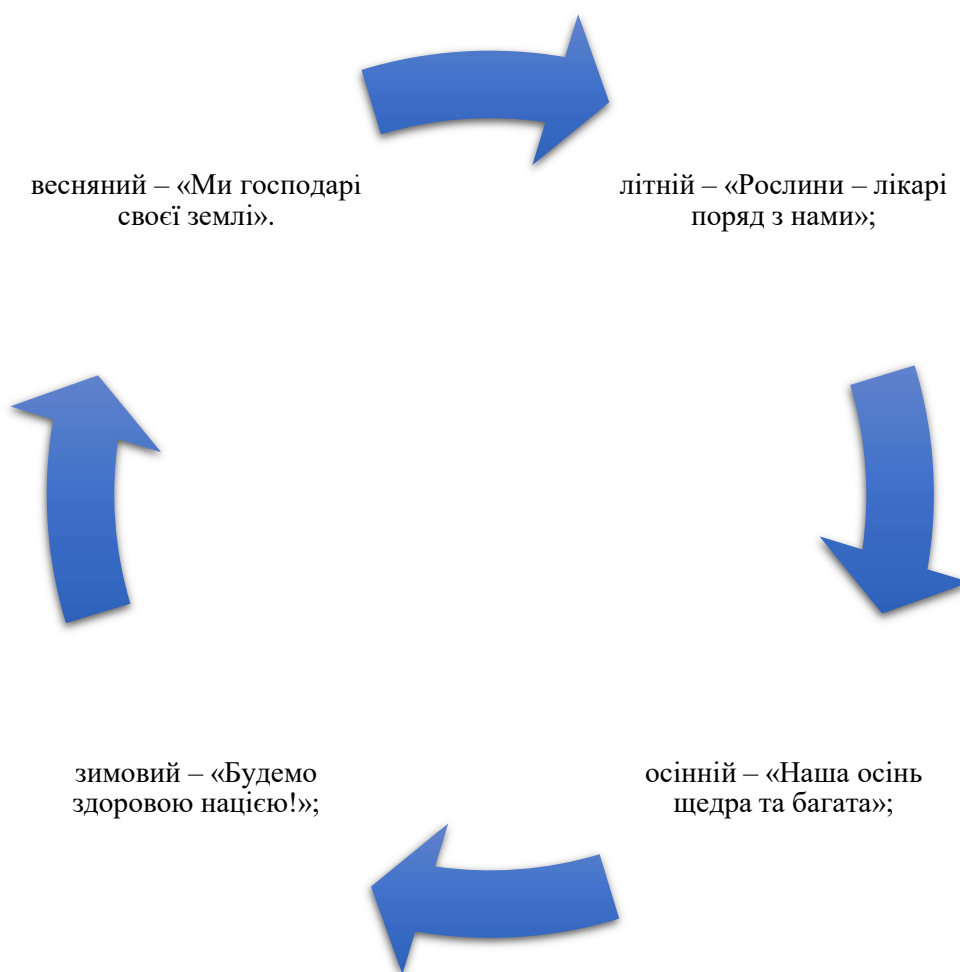 весняний – «Ми господарі
своєї землі».
літній – «Рослини – лікарі
поряд з нами»;
осінній – «Наша осінь
щедра та багата»;
зимовий – «Будемо
здоровою нацією!»;